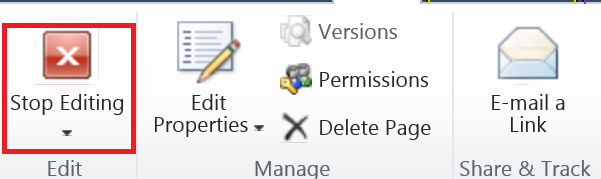 Stop Editing
Edit
Edit
Properties
Versions
Permissions
Delete Page
Manage
E-mail a
Link
Share & Track